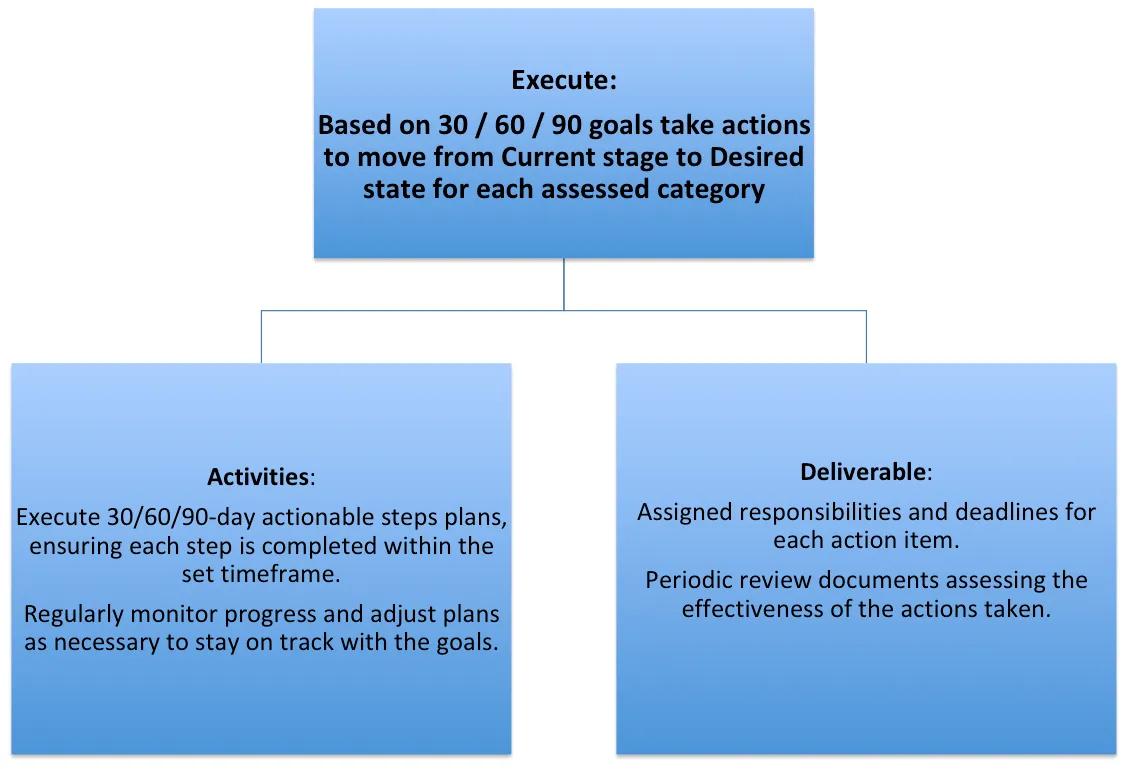 Execute:
Based on 30 / 60 / 90 goals take actions
to move from Current stage to Desired
state for each assessed category
Activities:
Execute 30/60/90-day actionable steps plans,
ensuring each step is completed within the
set timeframe.
Regularly monitor progress and adjust plans
as necessary to stay on track with the goals.
Deliverable:
Assigned responsibilities and deadlines for
each action item.
Periodic review documents assessing the
effectiveness of the actions taken.